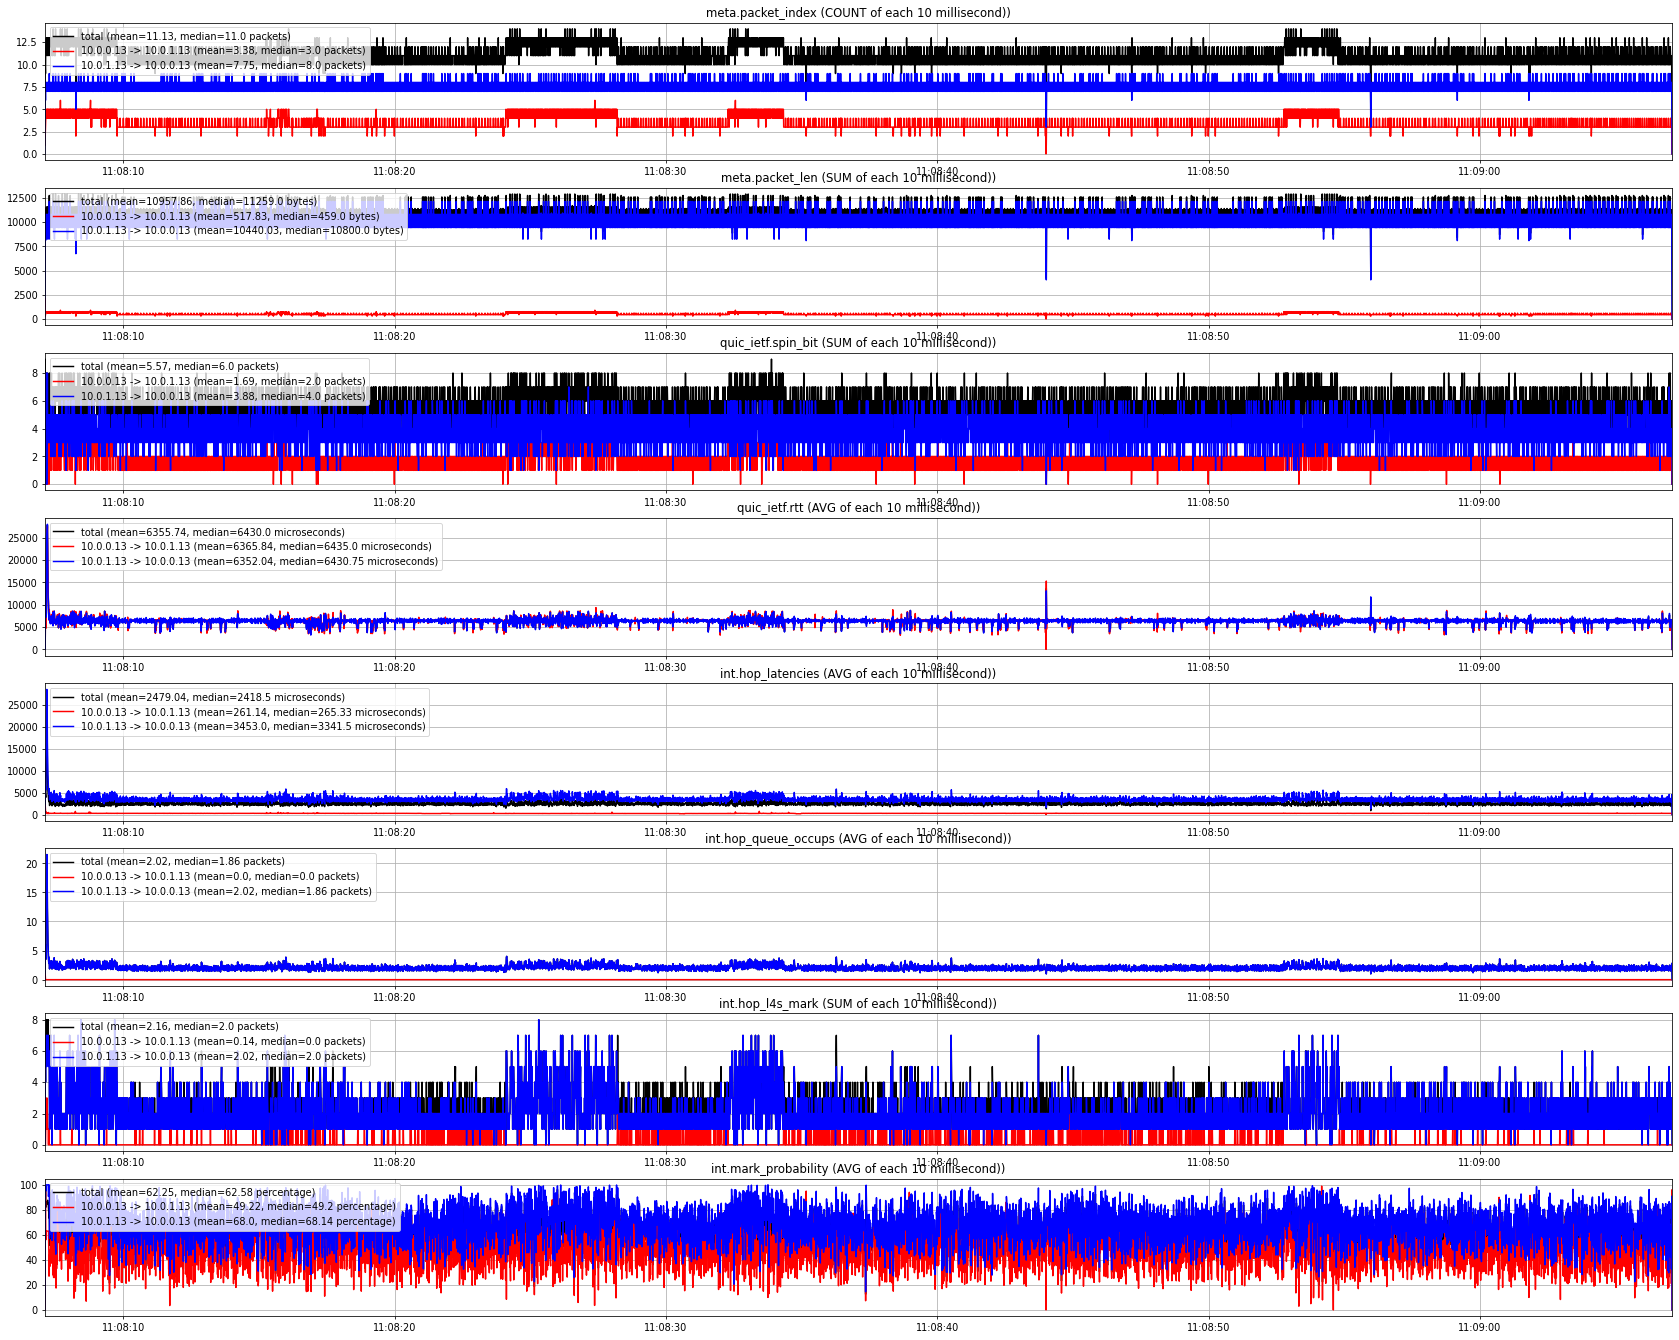 meta.packet_index (COUNT of each 10 millisecond))
total (mean=11.13, median=11.0 packets)
10.0.0.13 -> 10.0.1.13 (mean=3.38, median=3.0 packets)
10.0.1.13 -> 10.0.0.13 (mean=7.75, median=8.0 packets)
12.5
10.0
7.5
5.0
2.5
0.0
11:08:10 11:08:20 11:08:30 11:08:40 11:08:50 11:09:00
meta.packet_len (SUM of each 10 millisecond))
total (mean=10957.86, median=11259.0 bytes)
10.0.0.13 -> 10.0.1.13 (mean=517.83, median=459.0 bytes)
10.0.1.13 -> 10.0.0.13 (mean=10440.03, median=10800.0 bytes)
12500
10000
7500
5000
2500
0
11:08:10 11:08:20 11:08:30 11:08:40 11:08:50 11:09:00
quic_ietf.spin_bit (SUM of each 10 millisecond))
total (mean=5.57, median=6.0 packets)
10.0.0.13 -> 10.0.1.13 (mean=1.69, median=2.0 packets)
10.0.1.13 -> 10.0.0.13 (mean=3.88, median=4.0 packets)
8
6
4
2
0
11:08:10 11:08:20 11:08:30 11:08:40 11:08:50 11:09:00
quic_ietf.rtt (AVG of each 10 millisecond))
total (mean=6355.74, median=6430.0 microseconds)
10.0.0.13 -> 10.0.1.13 (mean=6365.84, median=6435.0 microseconds)
10.0.1.13 -> 10.0.0.13 (mean=6352.04, median=6430.75 microseconds)
25000
20000
15000
10000
5000
0
11:08:10 11:08:20 11:08:30 11:08:40 11:08:50 11:09:00
int.hop_latencies (AVG of each 10 millisecond))
total (mean=2479.04, median=2418.5 microseconds)
10.0.0.13 -> 10.0.1.13 (mean=261.14, median=265.33 microseconds)
10.0.1.13 -> 10.0.0.13 (mean=3453.0, median=3341.5 microseconds)
25000
20000
15000
10000
5000
0
11:08:10 11:08:20 11:08:30 11:08:40 11:08:50 11:09:00
int.hop_queue_occups (AVG of each 10 millisecond))
total (mean=2.02, median=1.86 packets)
10.0.0.13 -> 10.0.1.13 (mean=0.0, median=0.0 packets)
10.0.1.13 -> 10.0.0.13 (mean=2.02, median=1.86 packets)
20
15
10
5
0
11:08:10 11:08:20 11:08:30 11:08:40 11:08:50 11:09:00
int.hop_l4s_mark (SUM of each 10 millisecond))
total (mean=2.16, median=2.0 packets)
10.0.0.13 -> 10.0.1.13 (mean=0.14, median=0.0 packets)
10.0.1.13 -> 10.0.0.13 (mean=2.02, median=2.0 packets)
8
6
4
2
0
11:08:10 11:08:20 11:08:30 11:08:40 11:08:50 11:09:00
int.mark_probability (AVG of each 10 millisecond))
total (mean=62.25, median=62.58 percentage)
10.0.0.13 -> 10.0.1.13 (mean=49.22, median=49.2 percentage)
10.0.1.13 -> 10.0.0.13 (mean=68.0, median=68.14 percentage)
100
80
60
40
20
0
11:08:10 11:08:20 11:08:30 11:08:40 11:08:50 11:09:00